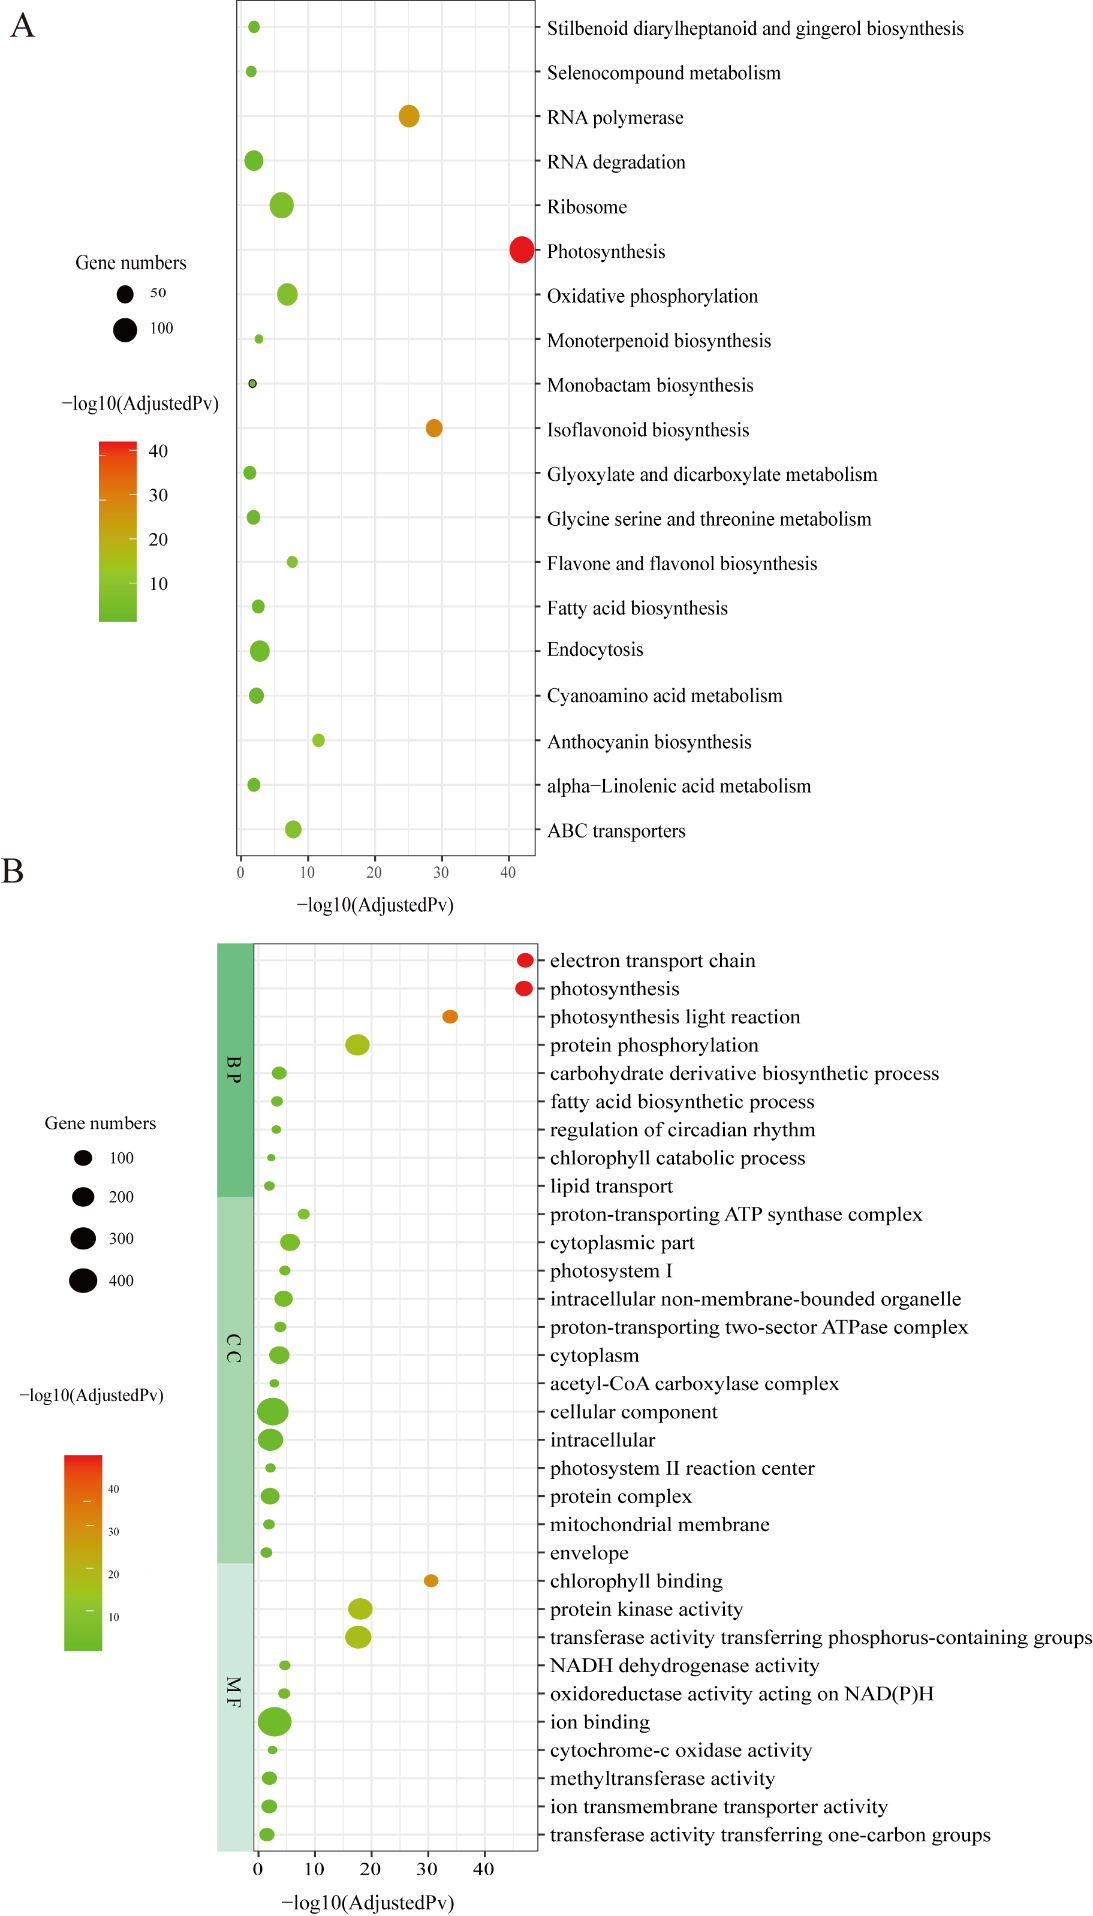 A
Stilbenoid diarylheptanoid and gingerol biosynthesis
Selenocompound metabolism
RNA polymerase
RNA degradation
Ribosome
Photosynthesis
Oxidative phosphorylation
Monoterpenoid biosynthesis
Monobactam biosynthesis
Isoflavonoid biosynthesis
Glyoxylate and dicarboxylate metabolism
Glycine serine and threonine metabolism
Flavone and flavonol biosynthesis
Fatty acid biosynthesis
Endocytosis
Cyanoamino acid metabolism
Anthocyanin biosynthesis
alpha−Linolenic acid metabolism
ABC transporters
Gene numbers
50
100
−log10(AdjustedPv)
40
30
20
10
0 10 20 30 40
−log10(AdjustedPv)
B
BP
electron transport chain
photosynthesis
photosynthesis light reaction
protein phosphorylation
carbohydrate derivative biosynthetic process
fatty acid biosynthetic process
regulation of circadian rhythm
chlorophyll catabolic process
lipid transport
CC
proton-transporting ATP synthase complex
cytoplasmic part
photosystem I
intracellular non-membrane-bounded organelle
proton-transporting two-sector ATPase complex
cytoplasm
acetyl-CoA carboxylase complex
cellular component
intracellular
photosystem II reaction center
protein complex
mitochondrial membrane
envelope
MF
chlorophyll binding
protein kinase activity
transferase activity transferring phosphorus-containing groups
NADH dehydrogenase activity
oxidoreductase activity acting on NAD(P)H
ion binding
cytochrome-c oxidase activity
methyltransferase activity
ion transmembrane transporter activity
transferase activity transferring one-carbon groups
Gene numbers
100
200
300
400
−log10(AdjustedPv)
40
30
20
10
0 10 20 30 40
−log10(AdjustedPv)